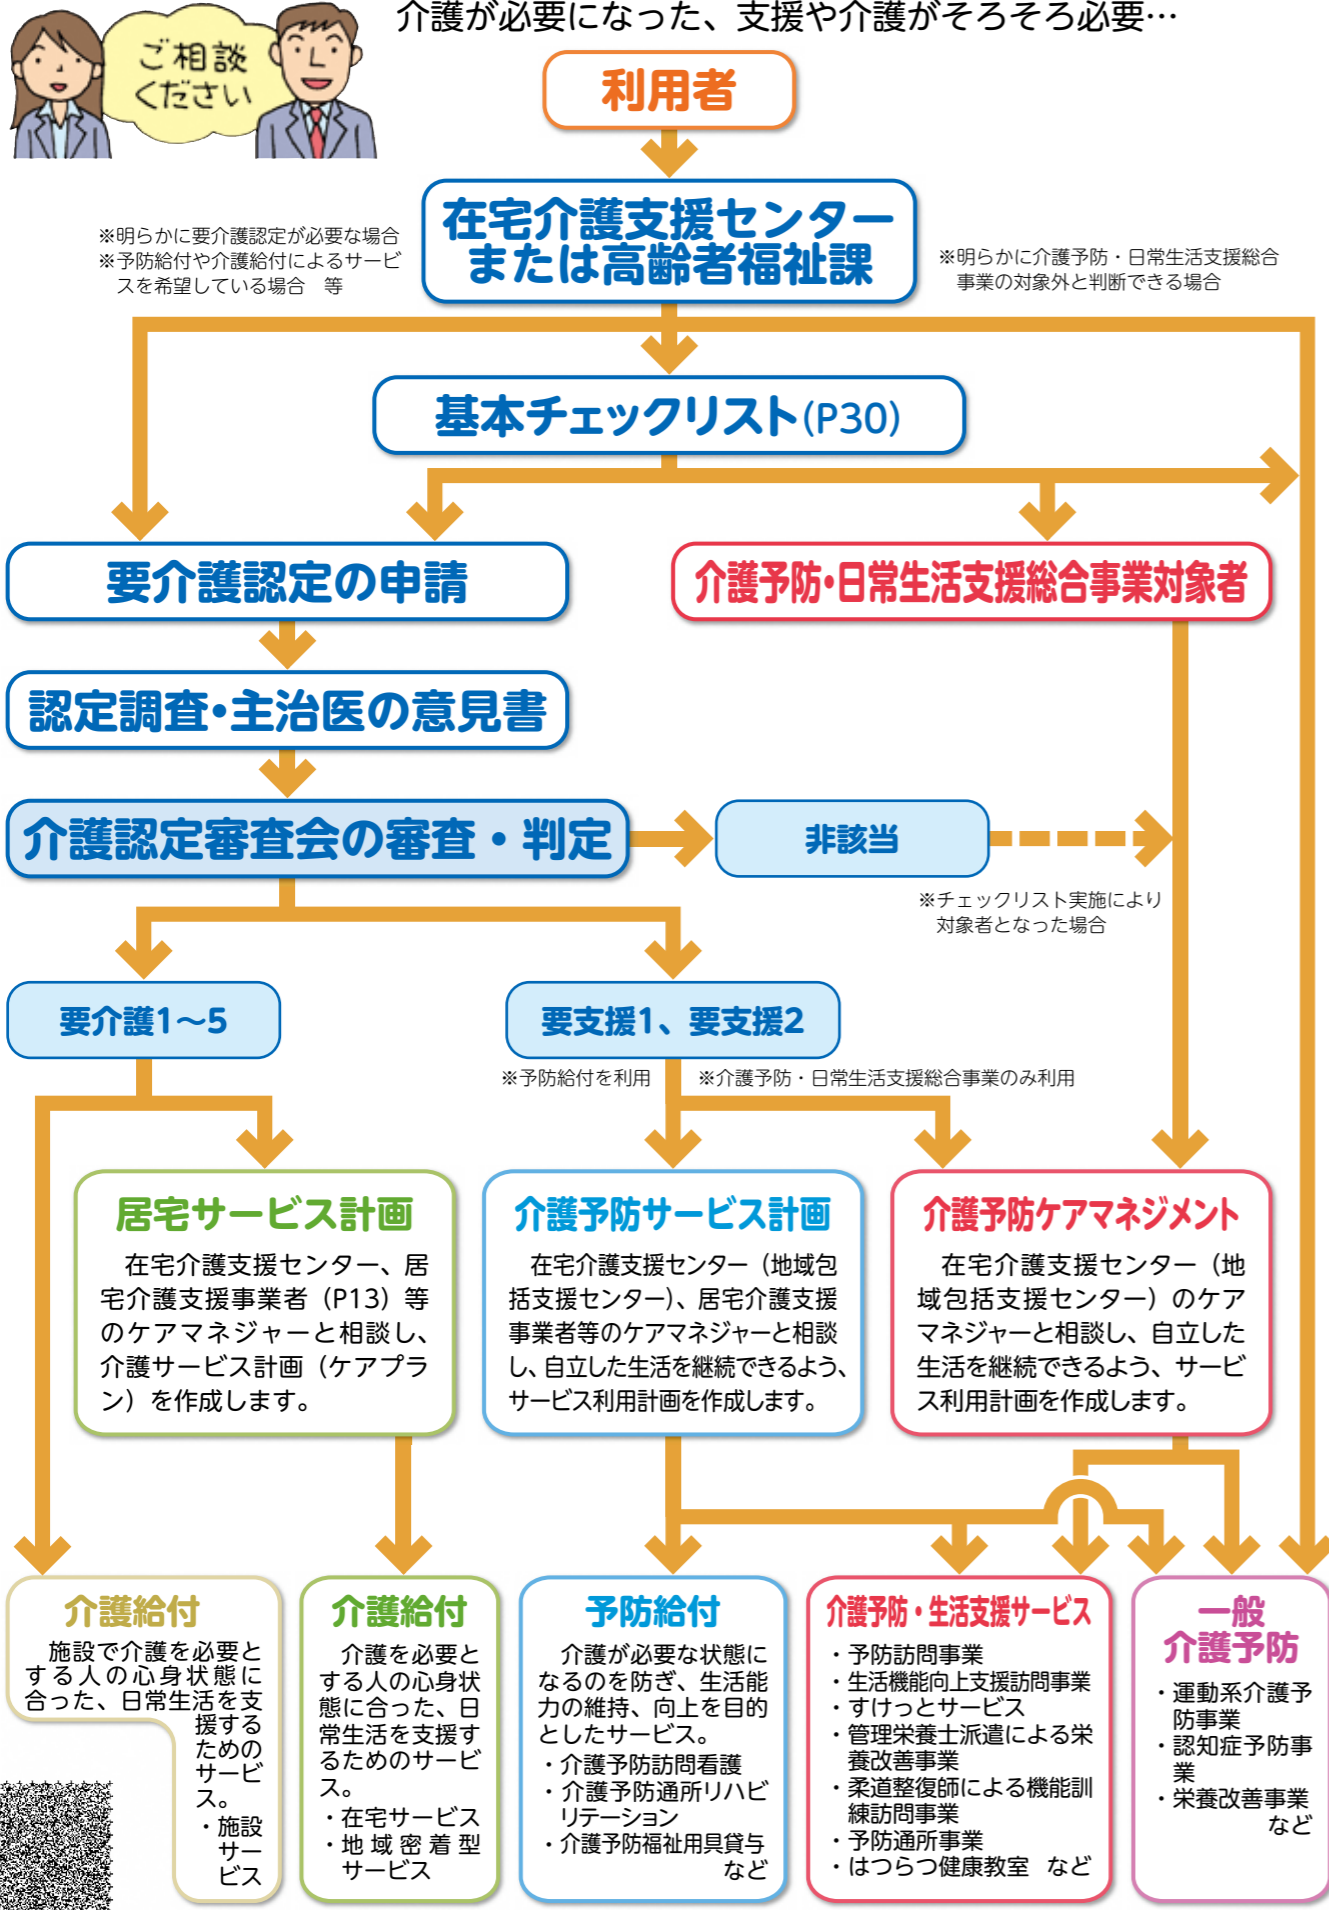 介護が必要になった、支援や介護がそろそろ必要…
ご相談
ください
利用者
在宅介護支援センター
または高齢者福祉課
※明らかに要介護認定が必要な場合
※予防給付や介護給付によるサービ
スを希望している場合　等
※明らかに介護予防・日常生活支援総合
事業の対象外と判断できる場合
基本チェックリスト(P30)
要介護認定の申請
介護予防・日常生活支援総合事業対象者
認定調査・主治医の意見書
介護認定審査会の審査・判定
非該当
※チェックリスト実施により
対象者となった場合
要介護1～5
要支援1、要支援2
※予防給付を利用
※介護予防・日常生活支援総合事業のみ利用
居宅サービス計画
在宅介護支援センター、居
宅介護支援事業者（P13）等
のケアマネジャーと相談し、
介護サービス計画（ケアプラ
ン）を作成します。
介護予防サービス計画
在宅介護支援センター（地域包
括支援センター）、居宅介護支援
事業者等のケアマネジャーと相談
し、自立した生活を継続できるよう、
サービス利用計画を作成します。
介護予防ケアマネジメント
在宅介護支援センター（地
域包括支援センター）のケア
マネジャーと相談し、自立した
生活を継続できるよう、サービ
ス利用計画を作成します。
介護給付
施設で介護を必要と
する人の心身状態に
合った、日常生活を支
援する
ための
サービ
ス。
・施設
サー
ビス
介護給付
介護を必要と
する人の心身状
態に合った、日
常生活を支援す
るためのサービ
ス。
・在宅サービス
・地域密着型
サービス
予防給付
介護が必要な状態に
なるのを防ぎ、生活能
力の維持、向上を目的
としたサービス。
・介護予防訪問看護
・介護予防通所リハビ
リテーション
・介護予防福祉用具貸与
など
介護予防・生活支援サービス
・予防訪問事業
・生活機能向上支援訪問事業
・すけっとサービス
・管理栄養士派遣による栄
養改善事業
・柔道整復師による機能訓
練訪問事業
・予防通所事業
・はつらつ健康教室　など
一般
介護予防
・運動系介護予
防事業
・認知症予防事
業
・栄養改善事業
など